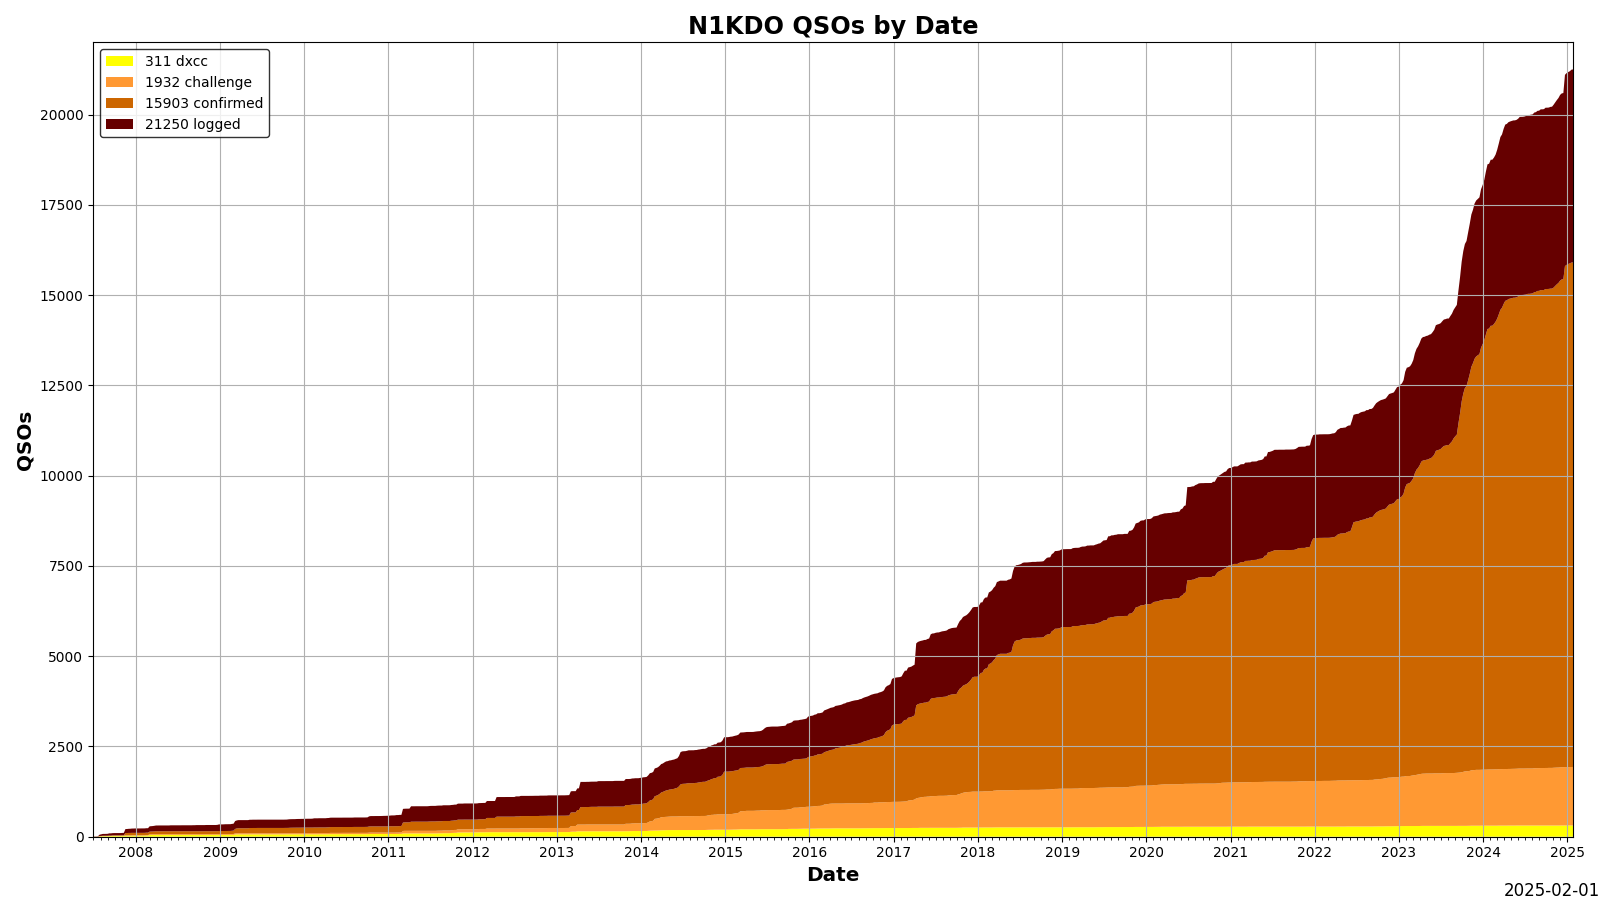 N1KDO QSOs by Date
311 dxcc
1932 challenge
15903 confirmed
21250 logged
20000
17500
15000
12500
10000
7500
5000
2500
0
QSOs
2008 2009 2010 2011 2012 2013 2014 2015 2016 2017 2018 2019 2020 2021 2022 2023 2024 2025
Date
2025-02-01